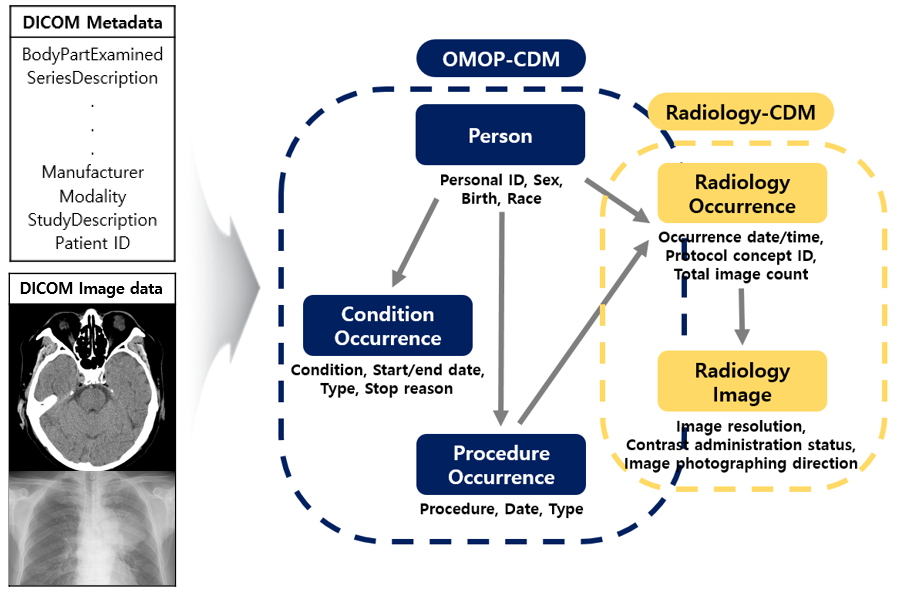 DICOM Metadata
BodyPartExamined
SeriesDescription
.
.
.
Manufacturer
Modality
StudyDescription
Patient ID
DICOM Image data
OMOP-CDM
Person
Personal ID, Sex,
Birth, Race
Condition
Occurrence
Condition, Start/end date,
Type, Stop reason
Procedure
Occurrence
Procedure, Date, Type
Radiology-CDM
Radiology
Occurrence
Occurrence date/time,
Protocol concept ID,
Total image count
Radiology
Image
Image resolution,
Contrast administration status,
Image photographing direction